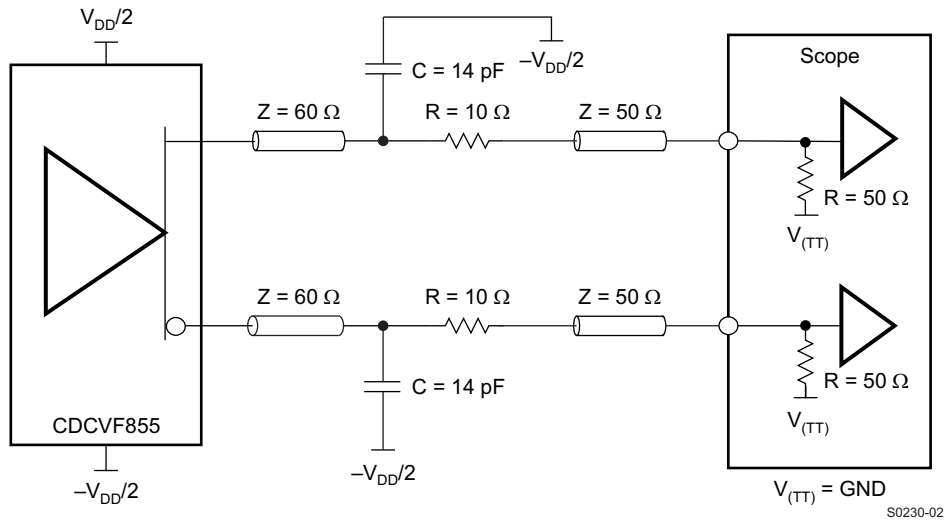 V_DD/2
C = 14 pF
–V_DD/2
Scope
Z = 60 Ω
R = 10 Ω
Z = 50 Ω
R = 50 Ω
V_(TT)
Z = 60 Ω
R = 10 Ω
Z = 50 Ω
C = 14 pF
R = 50 Ω
V_(TT)
CDCVF855
–V_DD/2
–V_DD/2
V_(TT) = GND
S0230-02